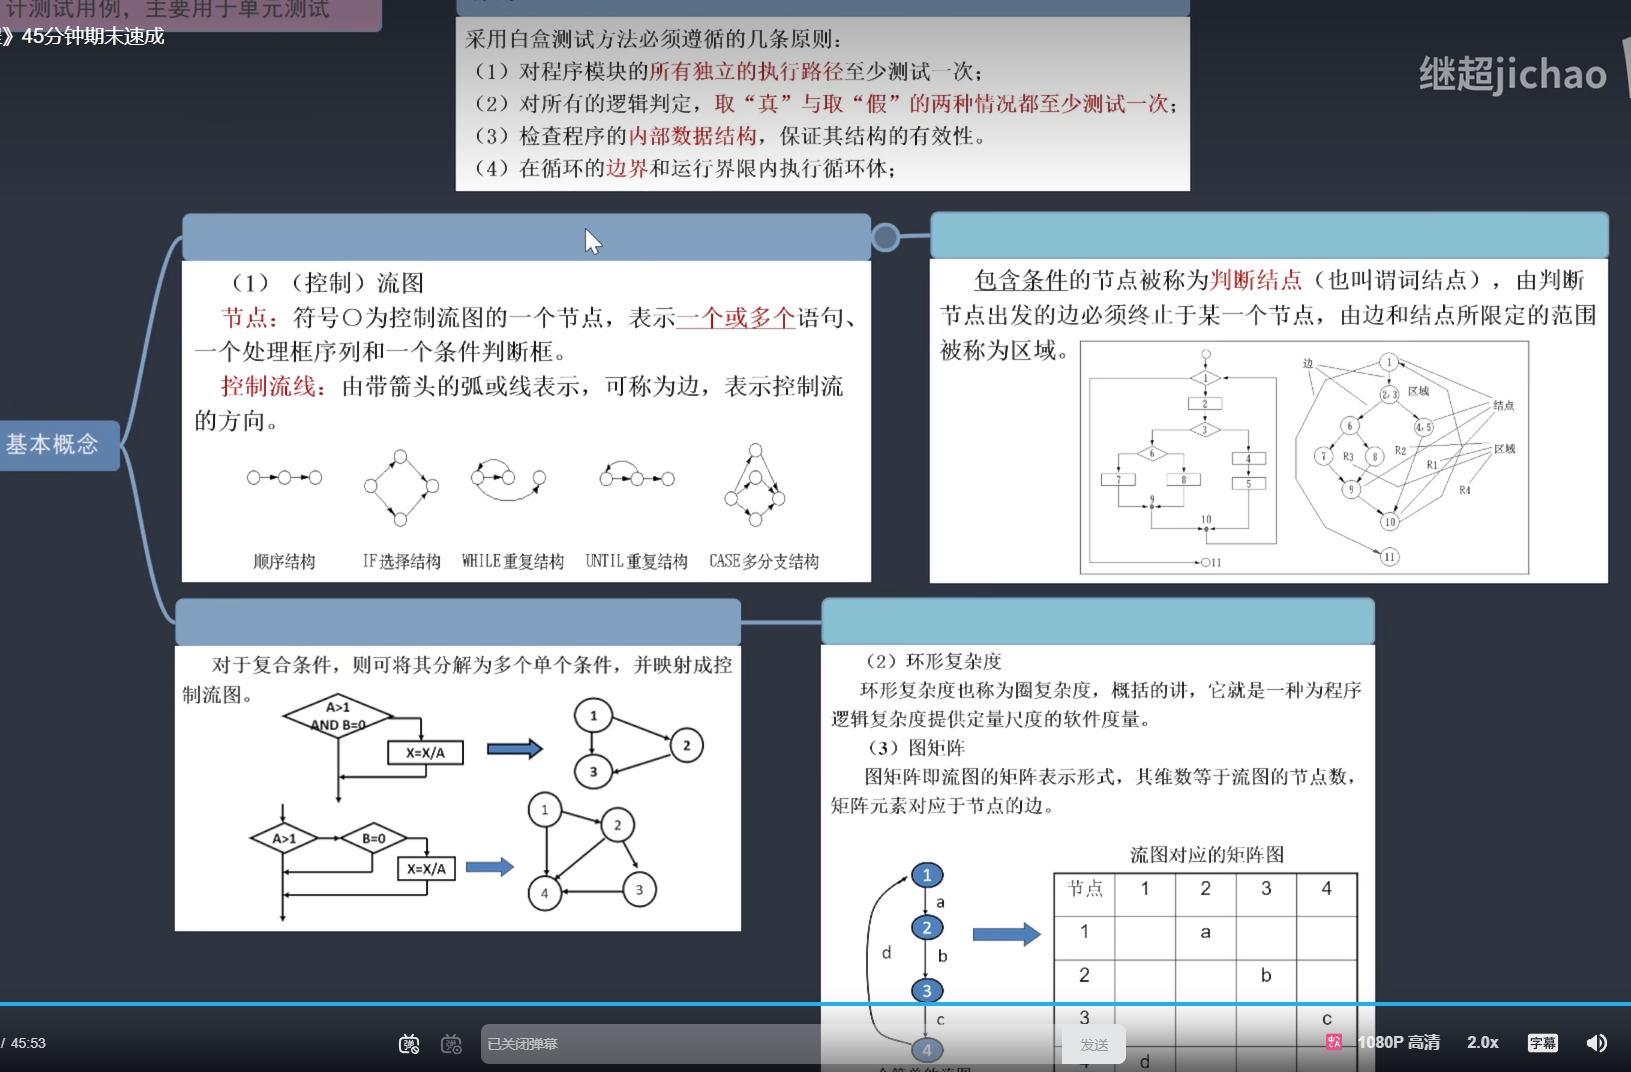 计测试用例，主要用于单元测试
》45分钟期末速成
继超jichao
采用白盒测试方法必须遵循的几条原则：
（1）对程序模块的所有独立的执行路径至少测试一次；
（2）对所有的逻辑判定，取“真”与取“假”的两种情况都至少测试一次；
（3）检查程序的内部数据结构，保证其结构的有效性。
（4）在循环的边界和运行界限内执行循环体；
基本概念
（1）（控制）流图
节点：符号〇为控制流图的一个节点，表示一个或多个语句、
一个处理框序列和一个条件判断框。
控制流线：由带箭头的弧或线表示，可称为边，表示控制流
的方向。
顺序结构
IF选择结构
WHILE重复结构
UNTIL重复结构
CASE多分支结构
包含条件的节点被称为判断结点（也叫谓词结点），由判断
节点出发的边必须终止于某一个节点，由边和结点所限定的范围
被称为区域。
1
2
3
6
4
7
8
5
9
10
11
边
1
2,3
区域
结点
6
4,5
7
R3
8
R2
区域
R1
9
R4
10
11
对于复合条件，则可将其分解为多个单个条件，并映射成控
制流图。
A>1
AND B=0
X=X/A
1
2
3
A>1
B=0
X=X/A
1
2
4
3
（2）环形复杂度
环形复杂度也称为圈复杂度，概括的讲，它就是一种为程序
逻辑复杂度提供定量尺度的软件度量。
（3）图矩阵
图矩阵即流图的矩阵表示形式，其维数等于流图的节点数，
矩阵元素对应于节点的边。
1
a
2
d
b
3
c
4
流图对应的矩阵图
节点 1 2 3 4
1 a
2 b
3 c
4 d
/ 45:53
已关闭弹幕
发送
1080P 高清
2.0x
字幕